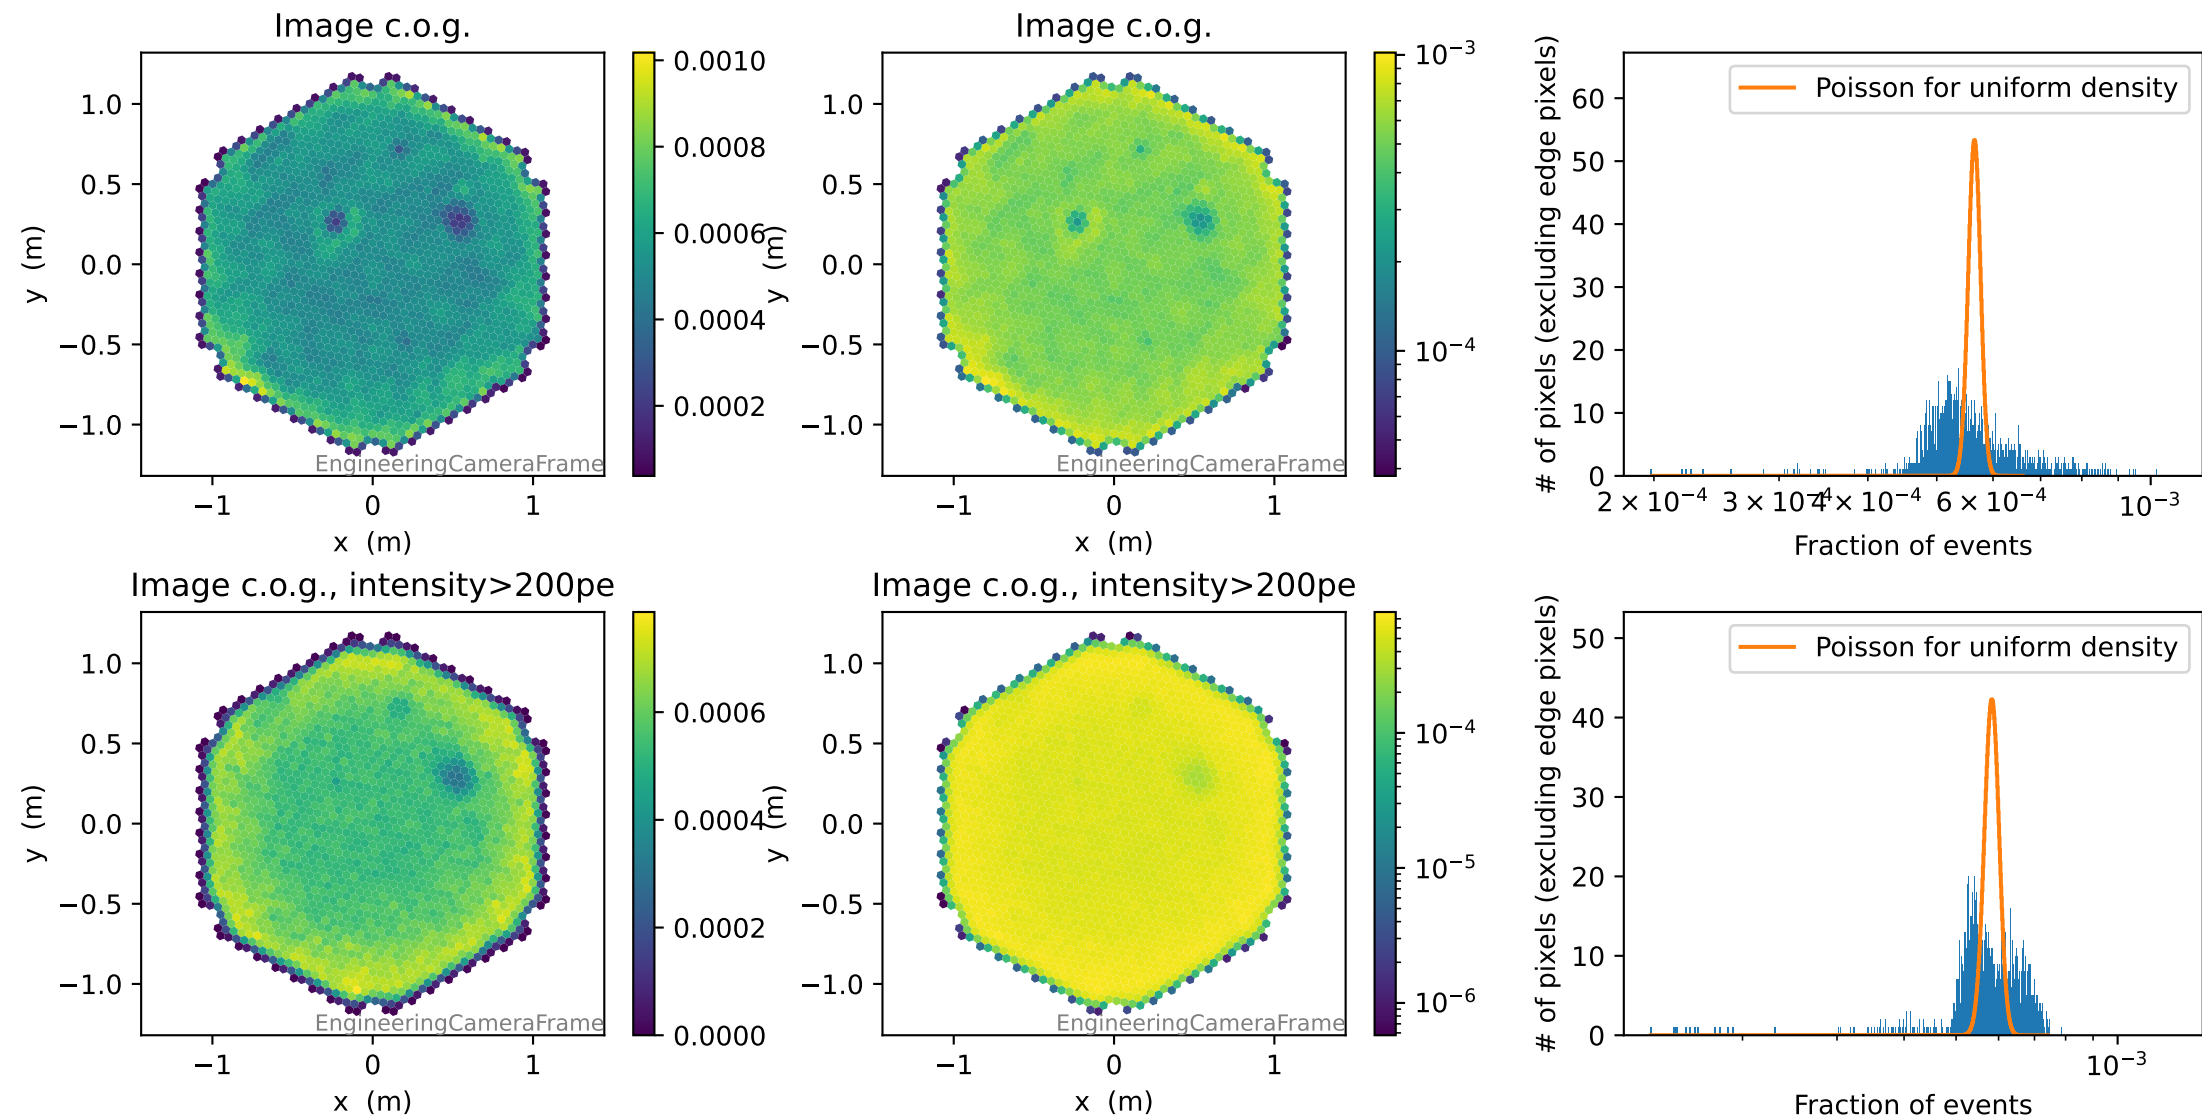 Image c.o.g.
1.0
0.5
0.0
−0.5
−1.0
y (m)
−1
0
1
x (m)
EngineeringCameraFrame
0.0010
0.0008
0.0006
0.0004
0.0002
Image c.o.g.
1.0
0.5
0.0
−0.5
−1.0
y (m)
−1
0
1
x (m)
EngineeringCameraFrame
10⁻³
10⁻⁴
Poisson for uniform density
# of pixels (excluding edge pixels)
60
50
40
30
20
10
0
2×10⁻⁴
3×10⁻⁴
4×10⁻⁴
6×10⁻⁴
10⁻³
Fraction of events
Image c.o.g., intensity>200pe
1.0
0.5
0.0
−0.5
−1.0
y (m)
−1
0
1
x (m)
EngineeringCameraFrame
0.0006
0.0004
0.0002
0.0000
Image c.o.g., intensity>200pe
1.0
0.5
0.0
−0.5
−1.0
y (m)
−1
0
1
x (m)
EngineeringCameraFrame
10⁻⁴
10⁻⁵
10⁻⁶
Poisson for uniform density
# of pixels (excluding edge pixels)
50
40
30
20
10
0
10⁻³
Fraction of events